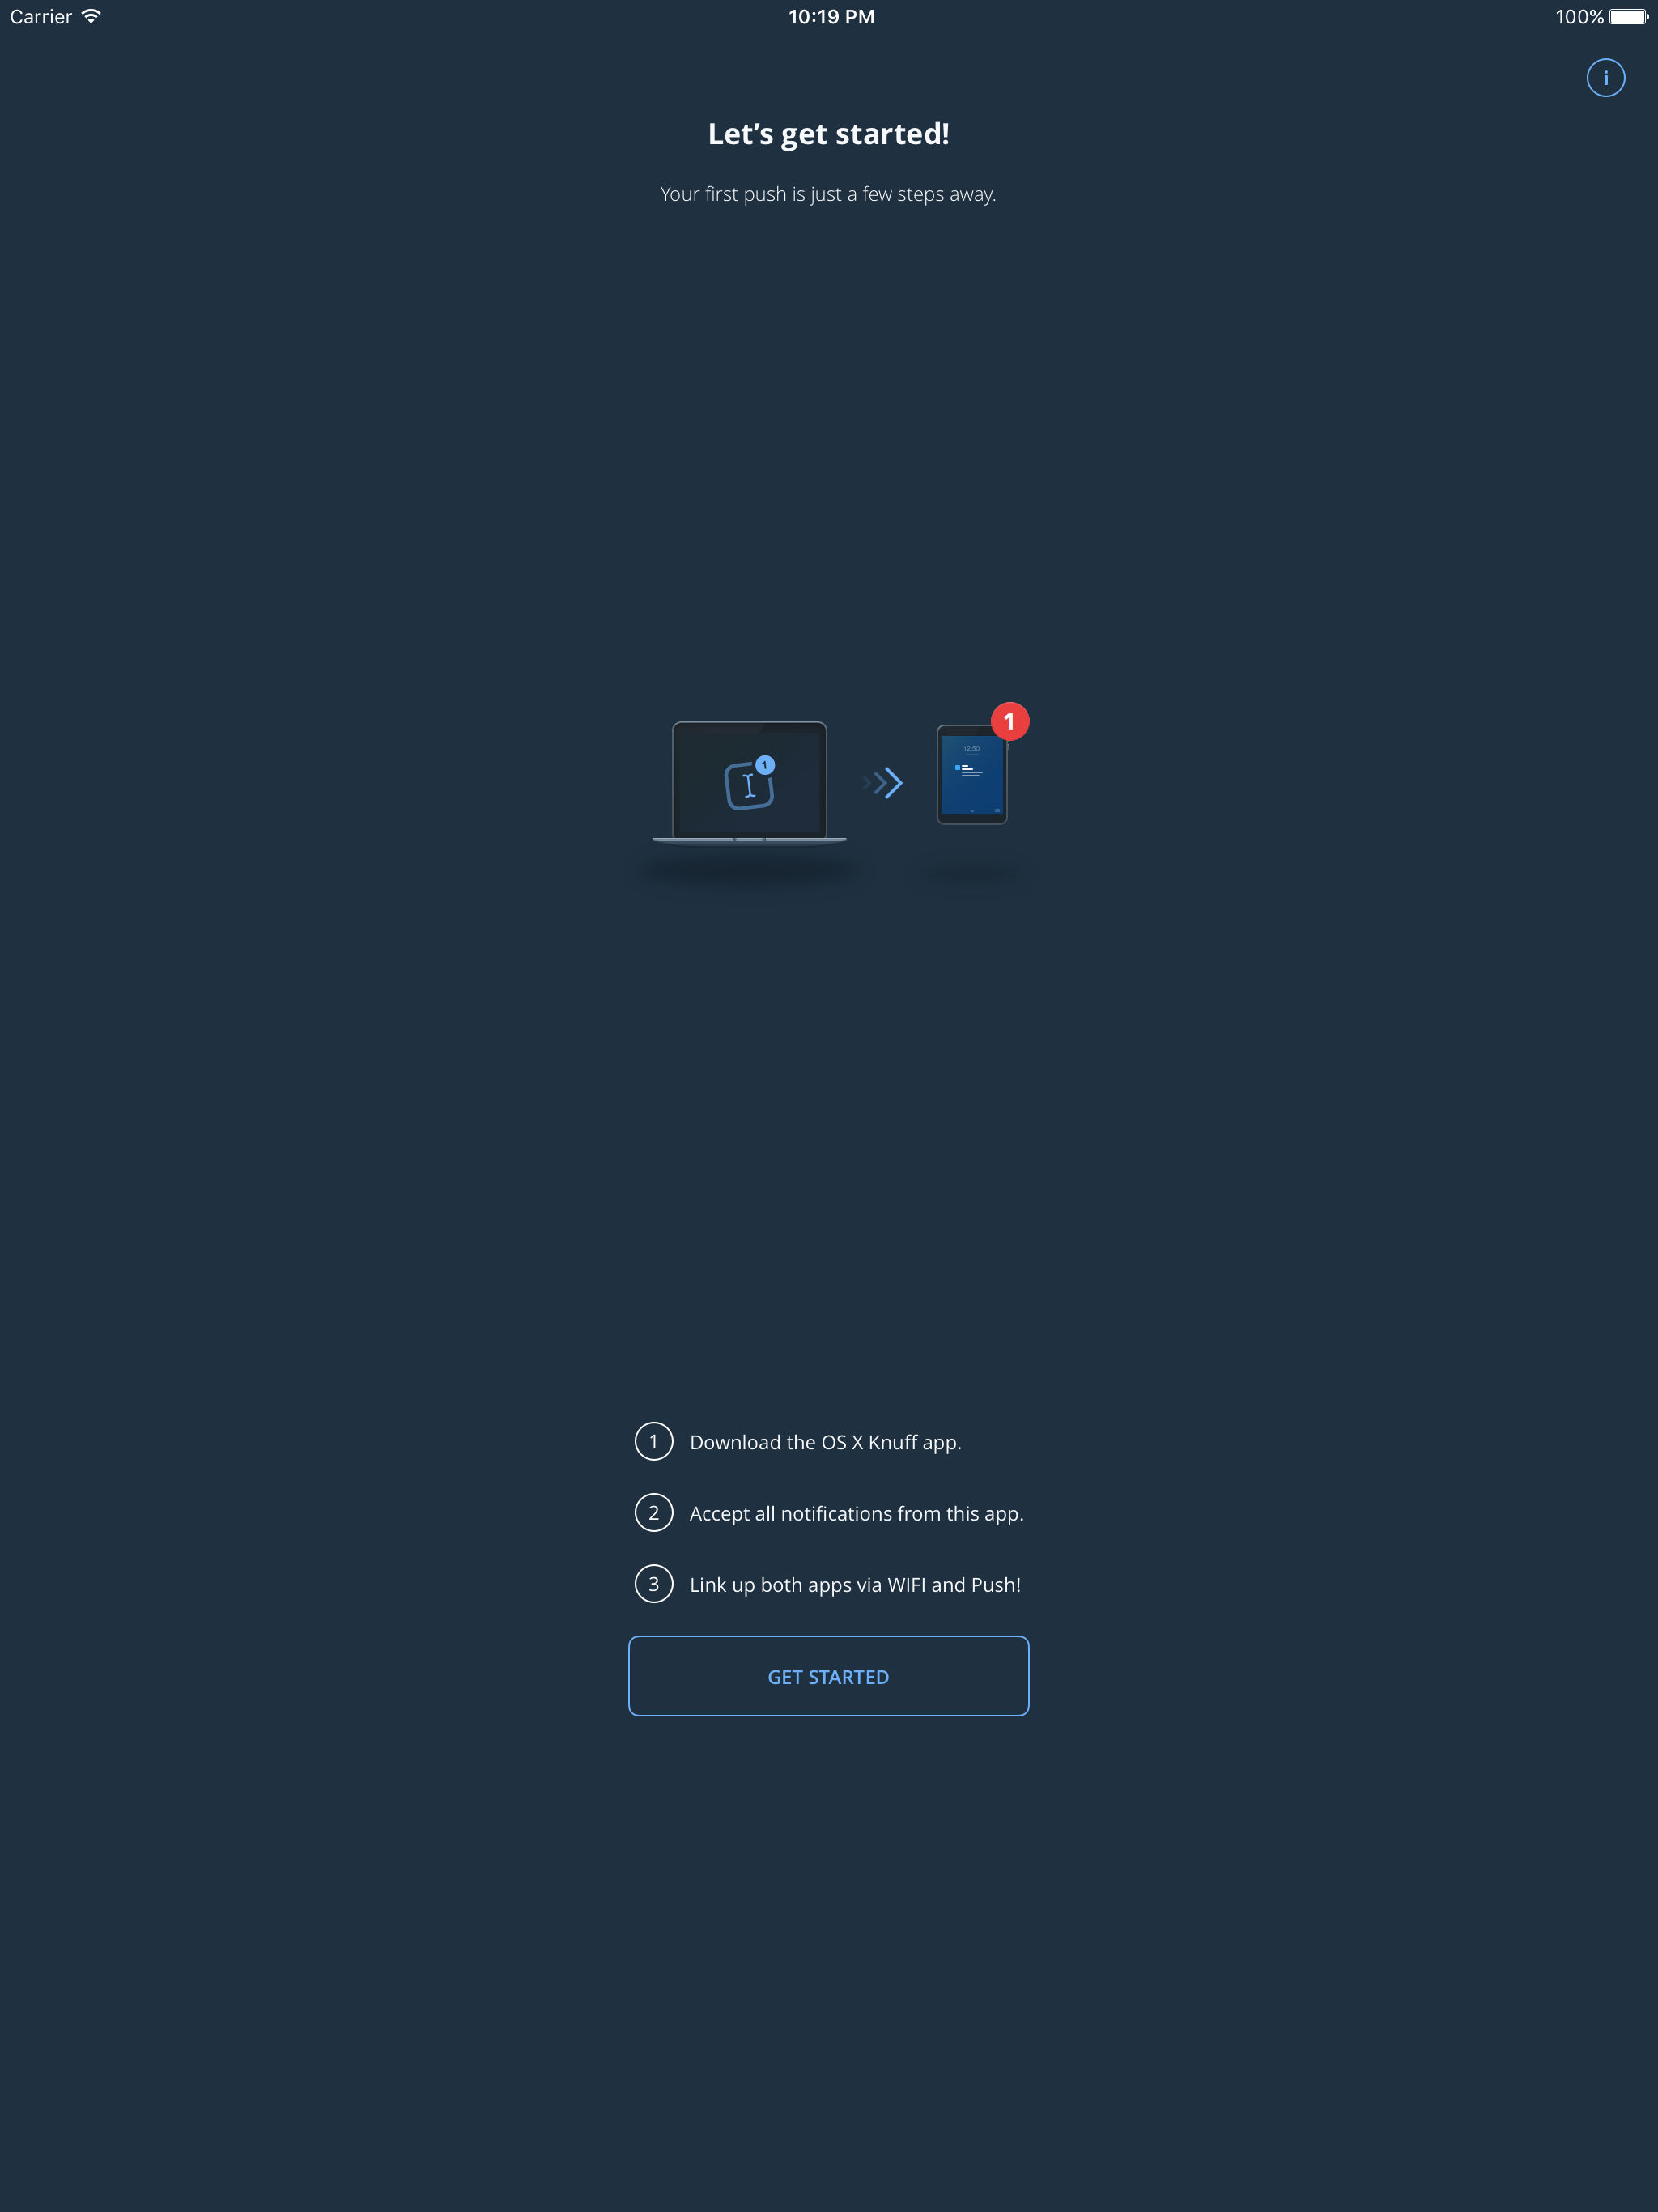 Carrier
10:19 PM
100%
i
Let’s get started!
Your first push is just a few steps away.
1
1
12:50
1 Download the OS X Knuff app.
2 Accept all notifications from this app.
3 Link up both apps via WIFI and Push!
GET STARTED